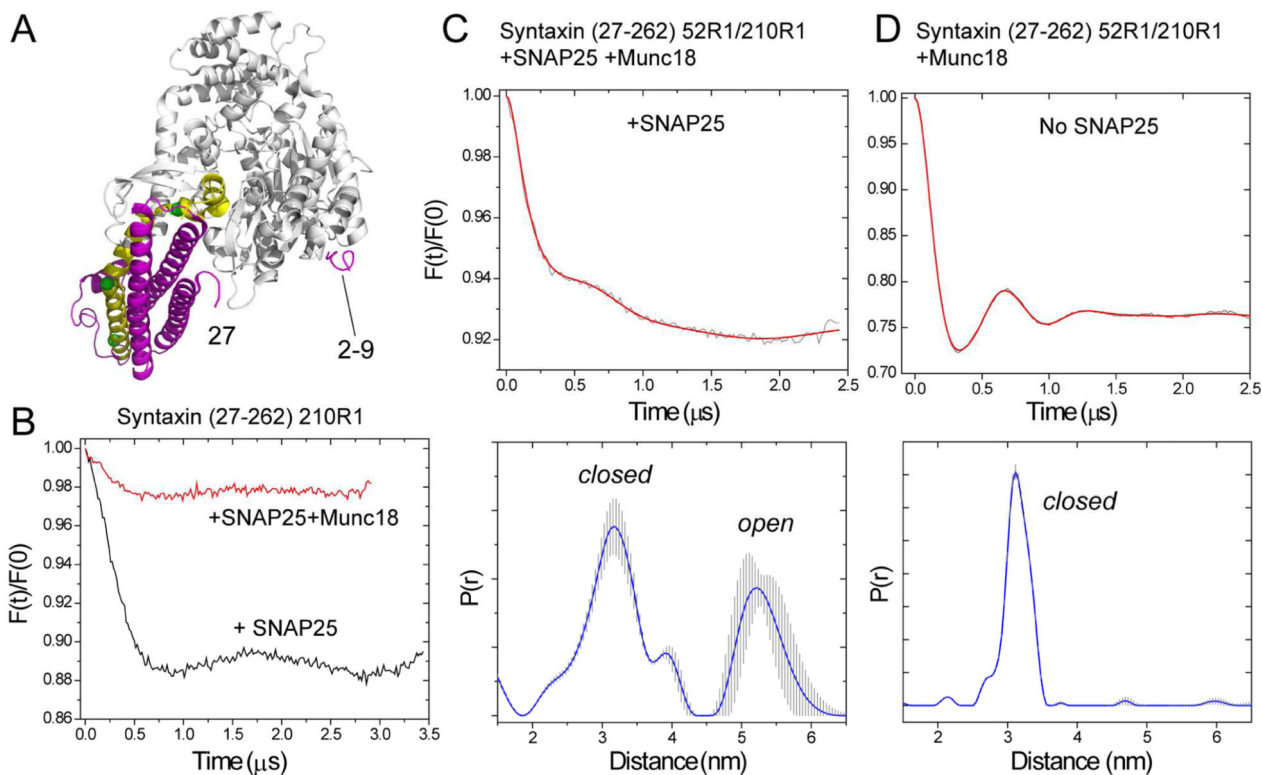 A
27
2-9
B
Syntaxin (27-262) 210R1
F(t)/F(0)
1.00
0.98
0.96
0.94
0.92
0.90
0.88
0.86
+SNAP25+Munc18
+ SNAP25
0.0 0.5 1.0 1.5 2.0 2.5 3.0 3.5
Time (μs)
C
Syntaxin (27-262) 52R1/210R1
+SNAP25 +Munc18
F(t)/F(0)
1.00
0.98
0.96
0.94
0.92
+SNAP25
0.0 0.5 1.0 1.5 2.0 2.5
Time (μs)
P(r)
closed
open
2 3 4 5 6
Distance (nm)
D
Syntaxin (27-262) 52R1/210R1
+Munc18
1.00
0.95
0.90
0.85
0.80
0.75
0.70
No SNAP25
0.0 0.5 1.0 1.5 2.0 2.5
Time (μs)
P(r)
closed
2 3 4 5 6
Distance (nm)